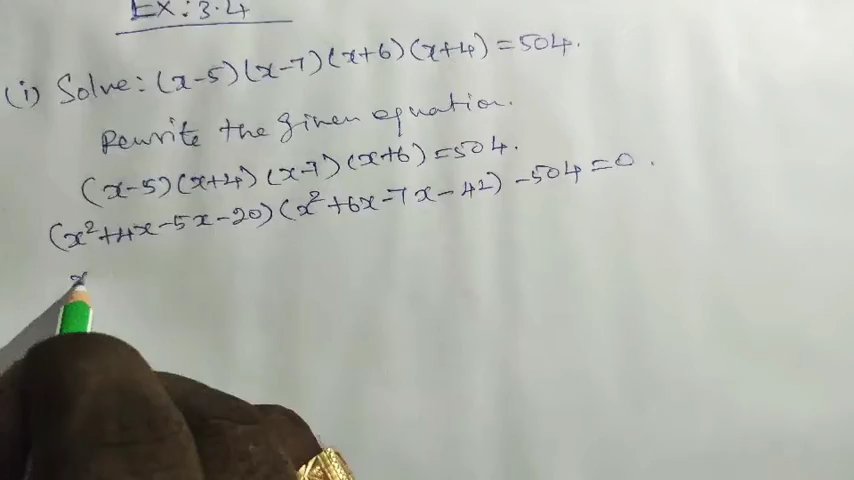 EX: 3.4
(i) Solve: (x-5)(x-7)(x+6)(x+4) = 504.
Rewrite the given equation.
(x-5)(x+4)(x-7)(x+6) = 504.
(x²+4x-5x-20)(x²+6x-7x-42) -504 = 0.
x